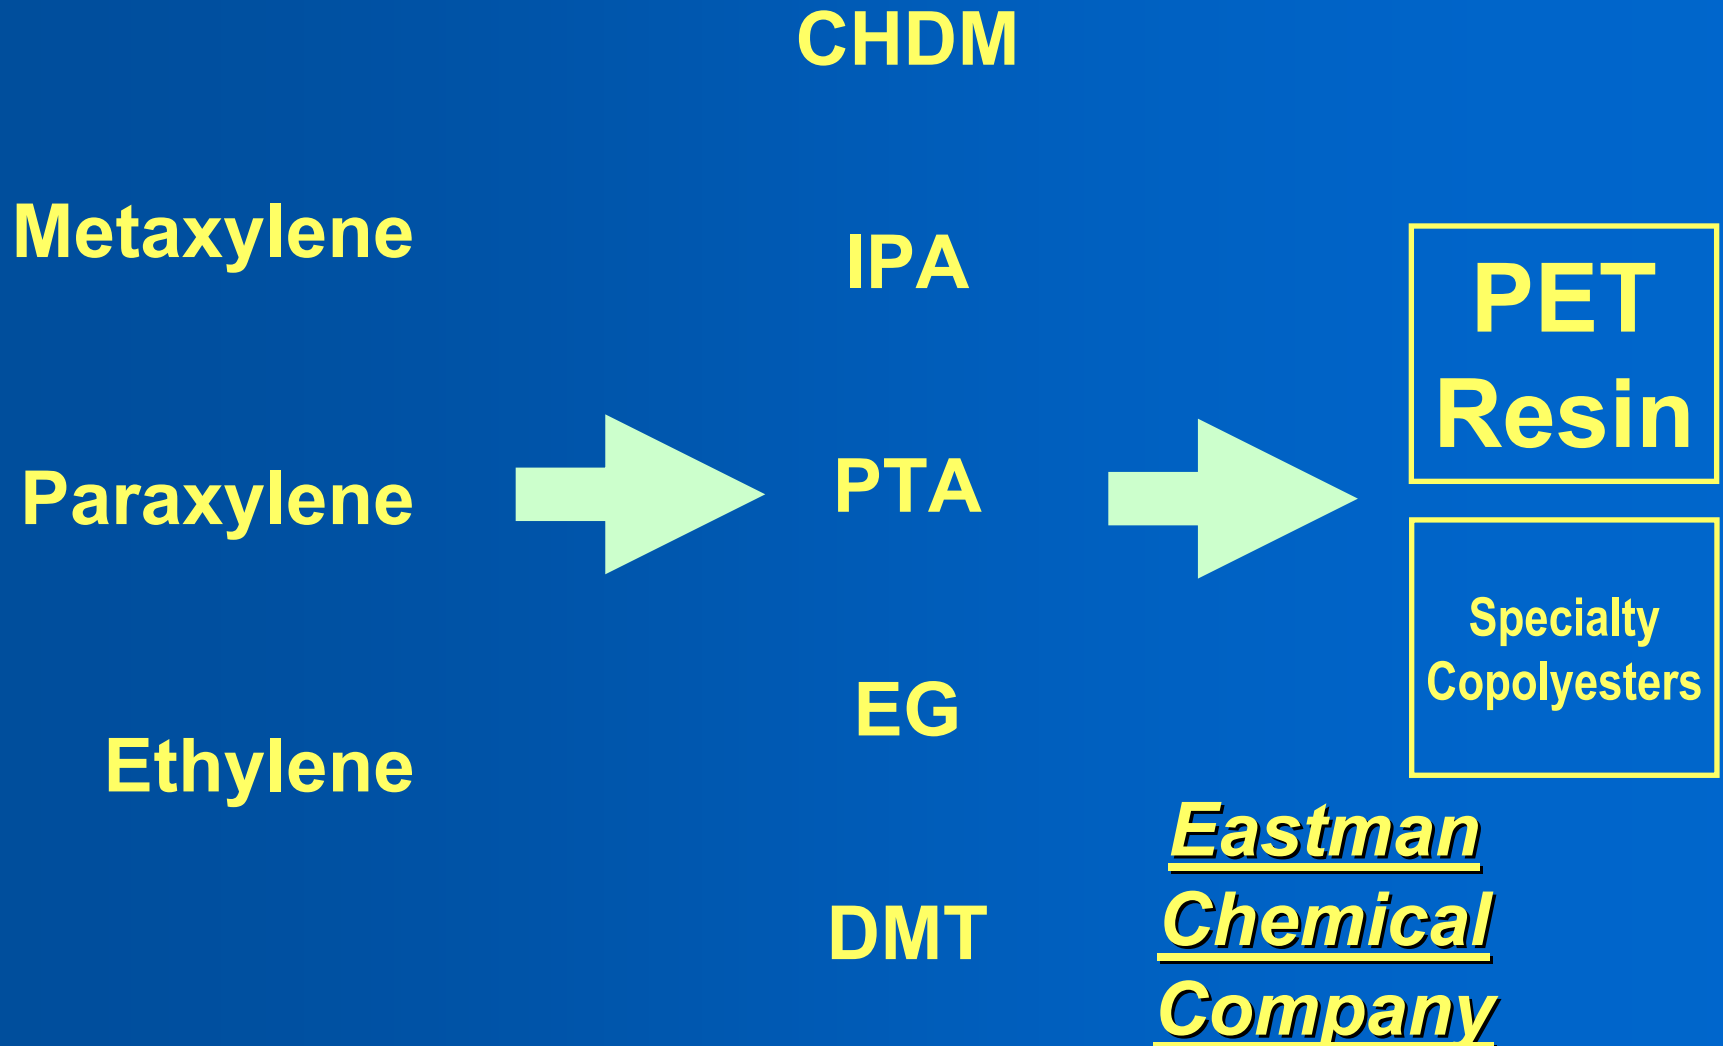 CHDM
Metaxylene
Paraxylene
Ethylene
IPA
PTA
EG
DMT
PET
Resin
Specialty
Copolyesters
Eastman
Chemical
Company